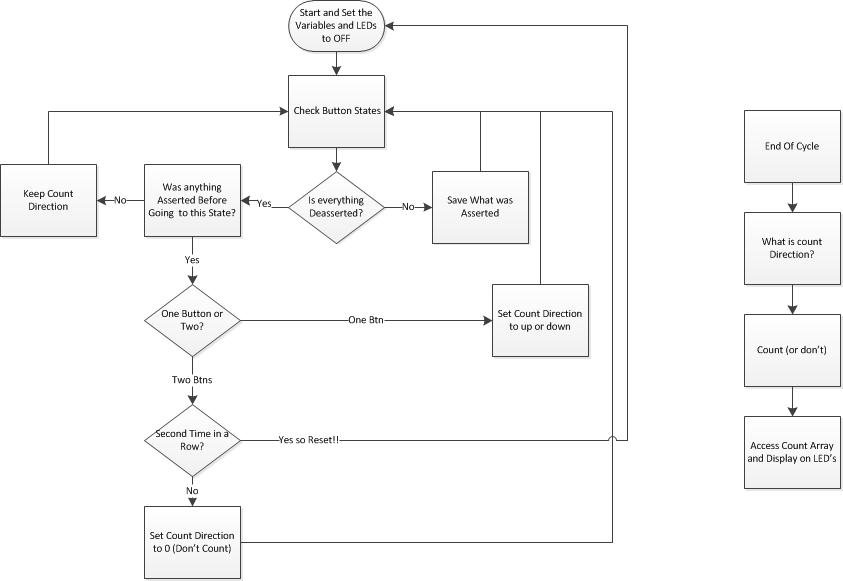 Start and Set the
Variables and LEDs
to OFF
Check Button States
End Of Cycle
Keep Count
Direction
No
Was anything
Asserted Before
Going to this State?
Yes
Is everything
Deasserted?
No
Save What was
Asserted
What is count
Direction?
Yes
One Button or
Two?
One Btn
Set Count Direction
to up or down
Count (or don't)
Two Btns
Second Time in a
Row?
Yes so Reset!!
Access Count Array
and Display on LED's
No
Set Count Direction
to 0 (Don't Count)